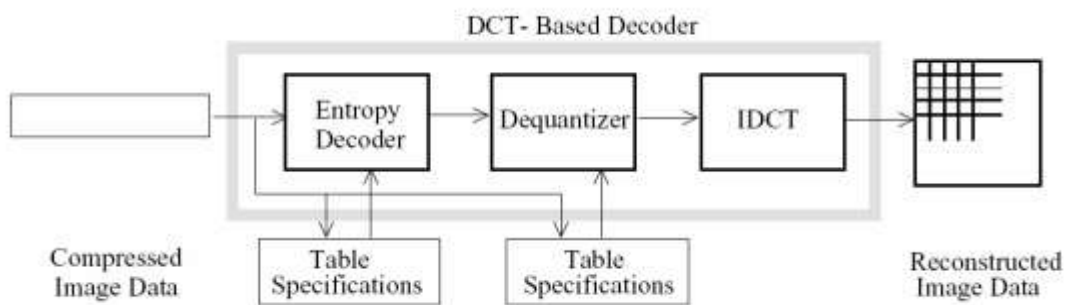 DCT- Based Decoder
Entropy
Decoder
Dequantizer
IDCT
Compressed
Image Data
Table
Specifications
Table
Specifications
Reconstructed
Image Data